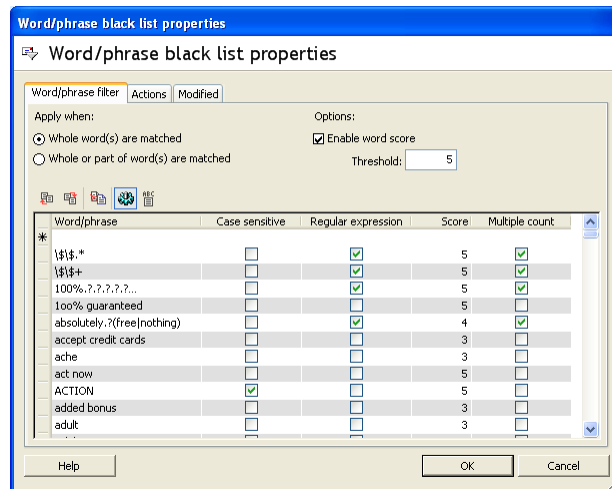 Word/phrase black list properties
Word/phrase black list properties
Word/phrase filter Actions Modified
Apply when: Options:
Whole word(s) are matched Enable word score
Whole or part of word(s) are matched Threshold: 5
ABC
Word/phrase Case sensitive Regular expression Score Multiple count
*
\$\$.* 5
\$\$+ 5
100%.?.?.?.?.?... 5
1oo% guaranteed 5
absolutely.?(free|nothing) 4
accept credit cards 3
ache 3
act now 5
ACTION 5
added bonus 3
adult 3
Help OK Cancel